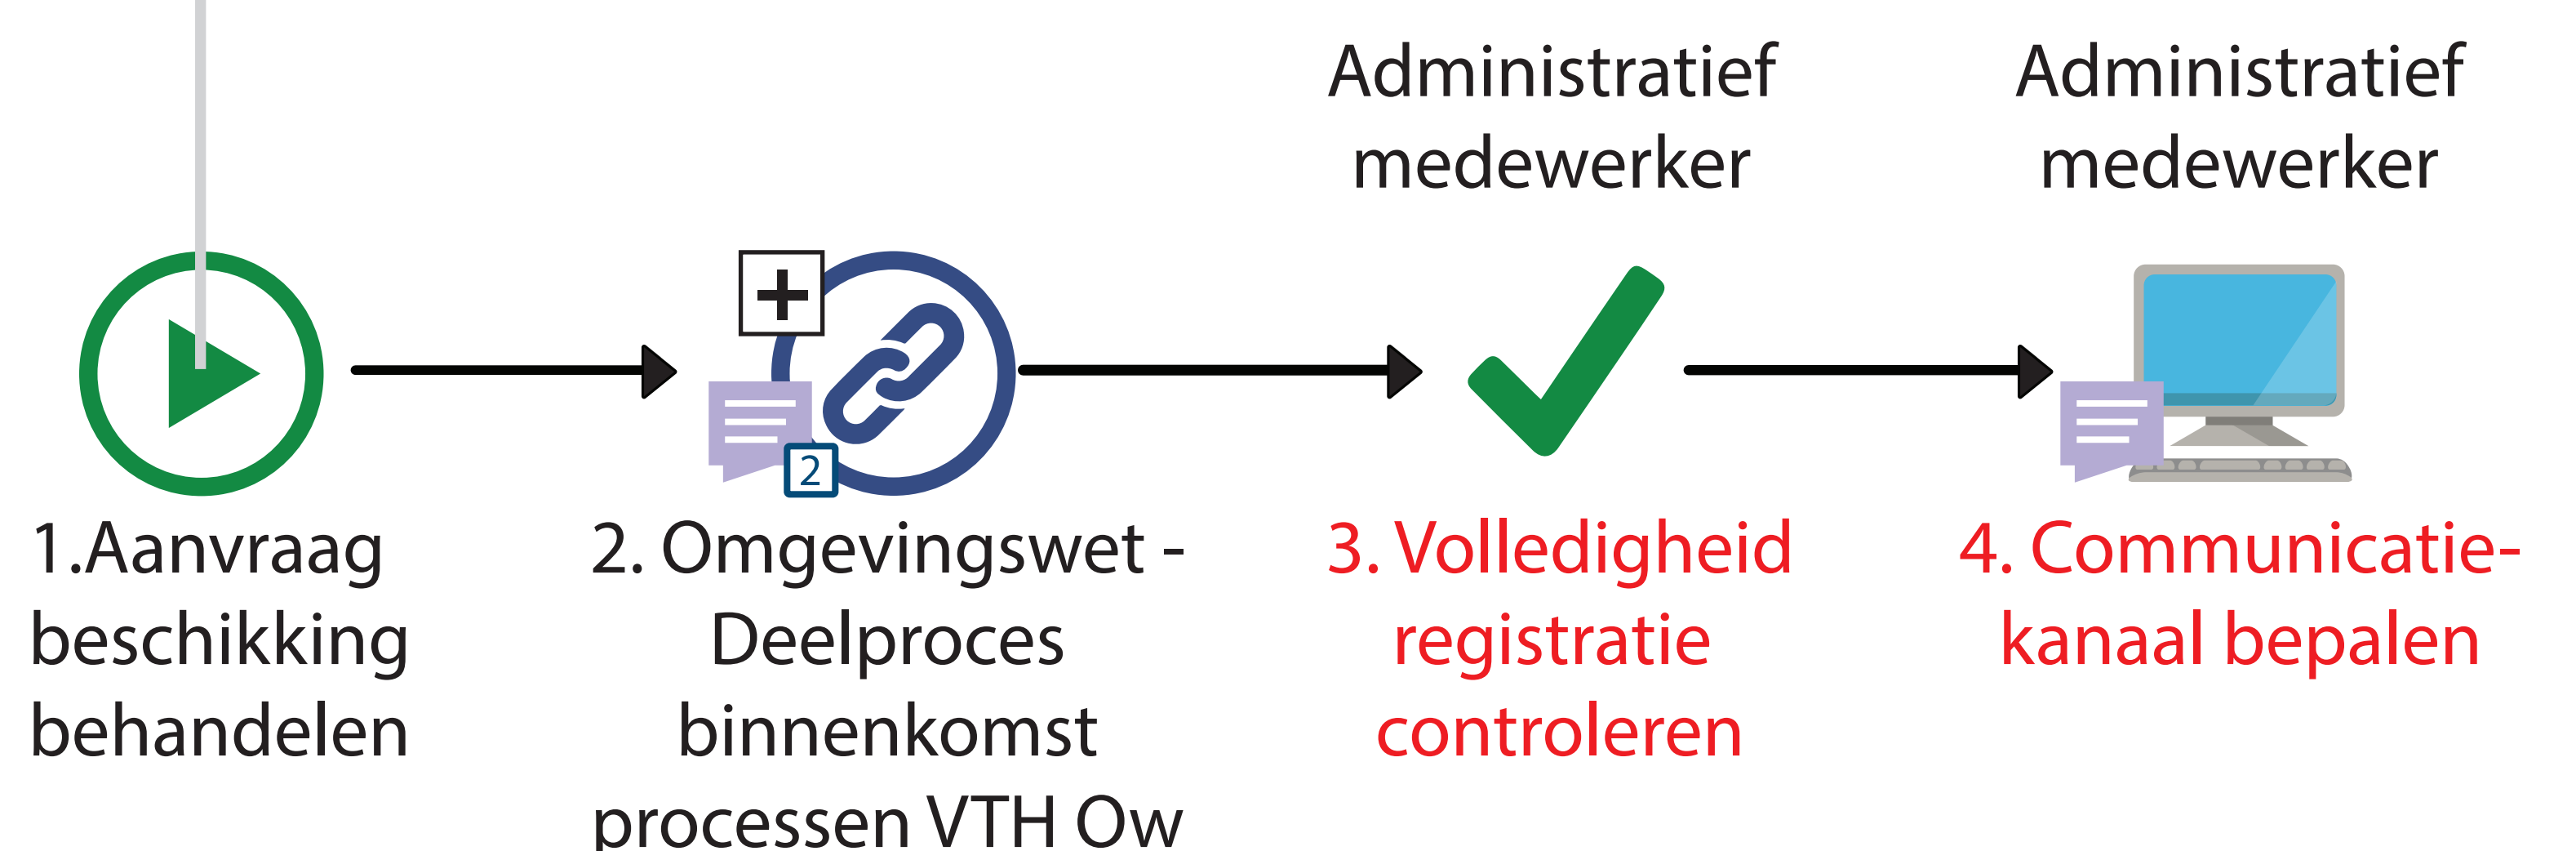 Administratief
medewerker
Administratief
medewerker
2
1.Aanvraag
beschikking
behandelen
2. Omgevingswet -
Deelproces
binnenkomst
processen VTH Ow
3. Volledigheid
registratie
controleren
4. Communicatie-
kanaal bepalen